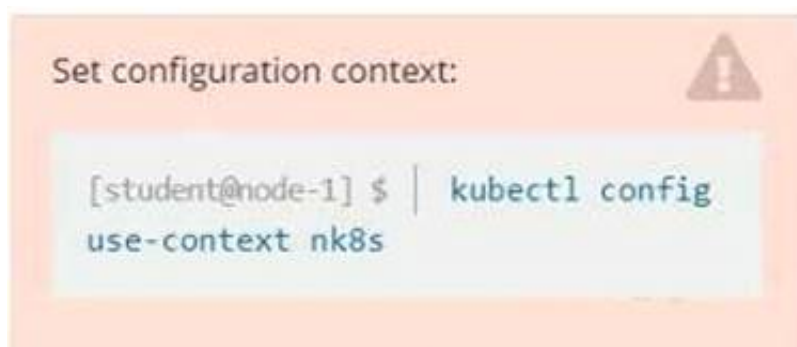 Set configuration context:
[student@node-1] $ | kubectl config
use-context nk8s